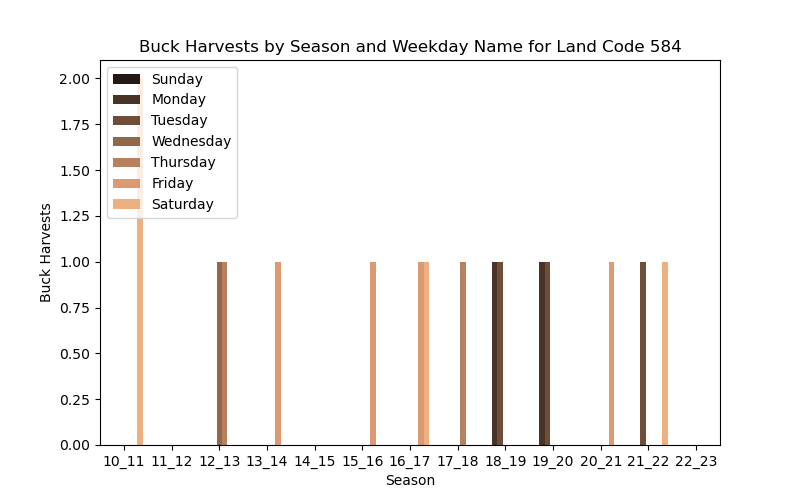 Buck Harvests by Season and Weekday Name for Land Code 584
Sunday
Monday
Tuesday
Wednesday
Thursday
Friday
Saturday
Buck Harvests
2.00
1.75
1.50
1.25
1.00
0.75
0.50
0.25
0.00
10_11 11_12 12_13 13_14 14_15 15_16 16_17 17_18 18_19 19_20 20_21 21_22 22_23
Season